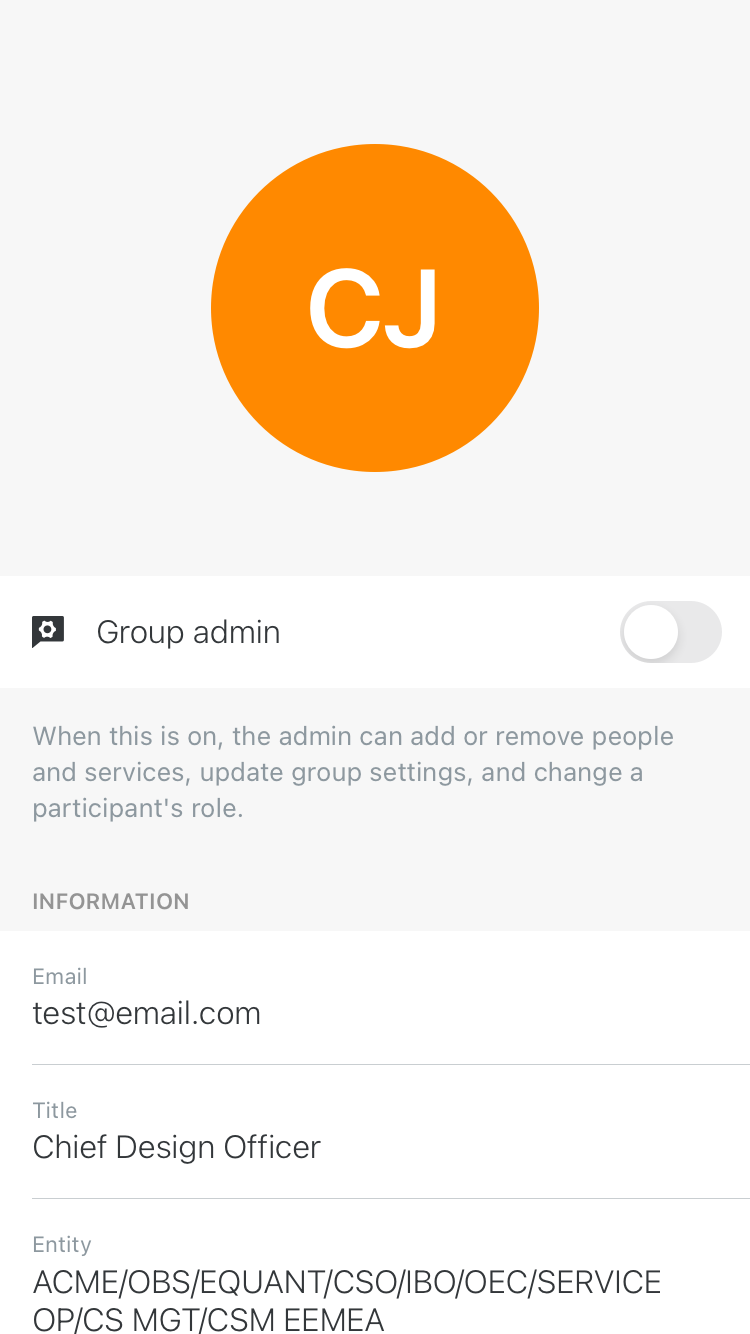 CJ
Group admin
When this is on, the admin can add or remove people
and services, update group settings, and change a
participant's role.
INFORMATION
Email
test@email.com
Title
Chief Design Officer
Entity
ACME/OBS/EQUANT/CSO/IBO/OEC/SERVICE
OP/CS MGT/CSM EEMEA